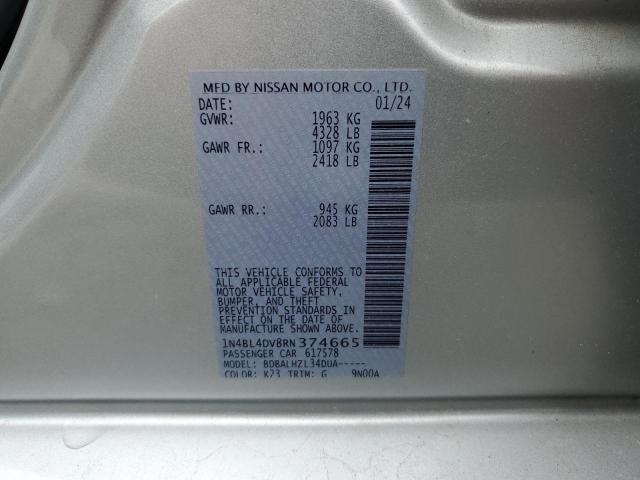 MFD BY NISSAN MOTOR CO., LTD.
DATE: 01/24
GVWR: 1963 KG
4328 LB
GAWR FR.: 1097 KG
2418 LB
GAWR RR.: 945 KG
2083 LB
THIS VEHICLE CONFORMS TO
ALL APPLICABLE FEDERAL
MOTOR VEHICLE SAFETY,
BUMPER, AND THEFT
PREVENTION STANDARDS IN
EFFECT ON THE DATE OF
MANUFACTURE SHOWN ABOVE.
1N4BL4DV8RN374665
PASSENGER CAR 617578
MODEL: BDBALHZL34DUA-----
COLOR: K23 TRIM: G 9N00A